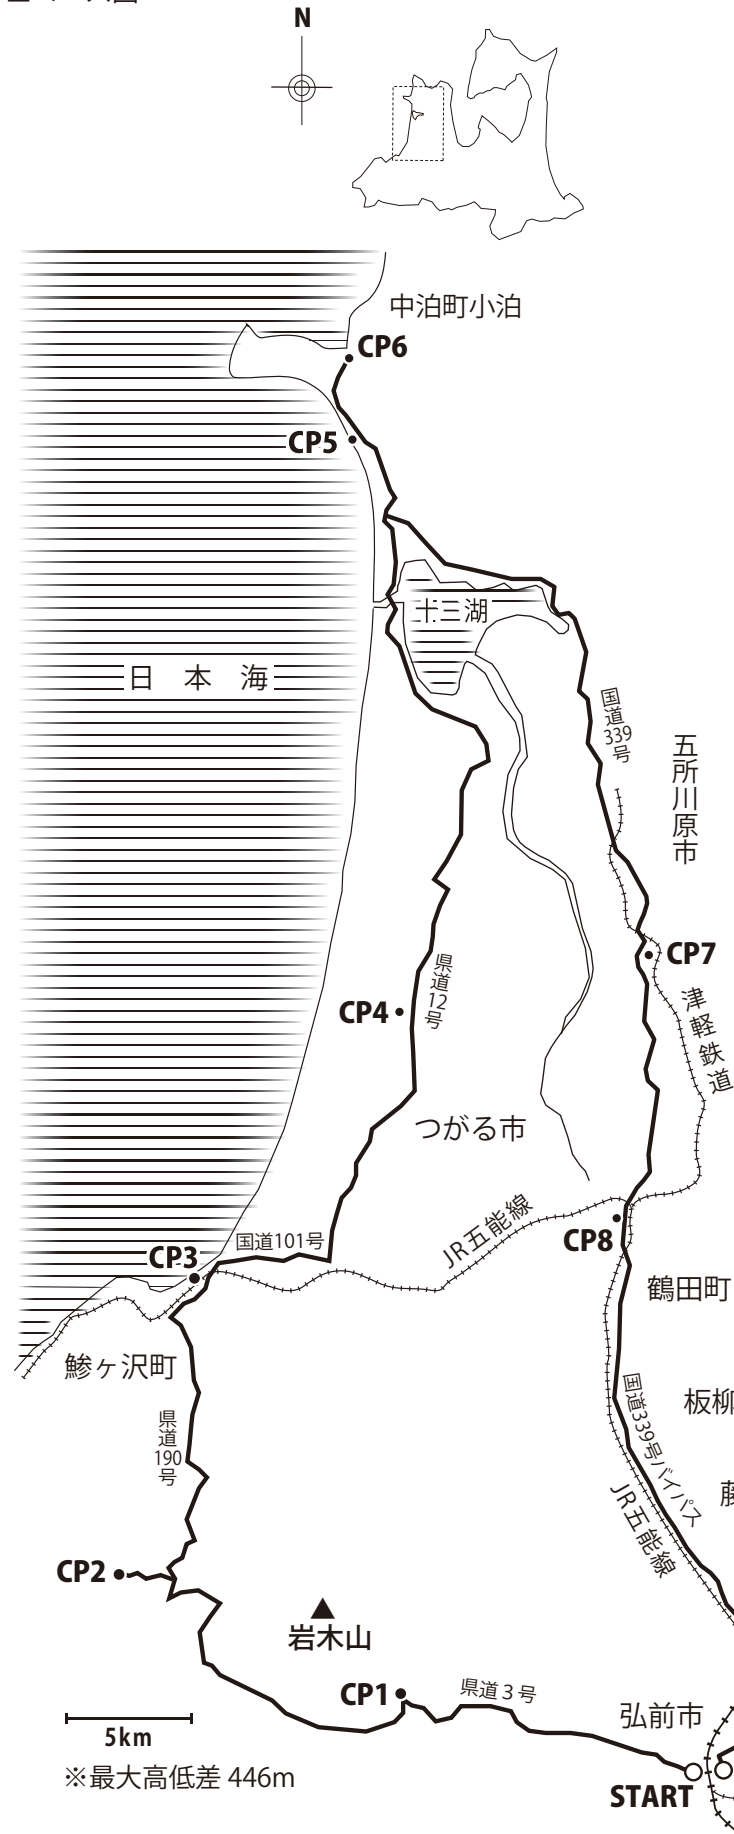 N
中泊町小泊
CP6
CP5
十三湖
日本海
国道339号
五所川原市
CP7
県道12号
CP4
津軽鉄道
つがる市
JR五能線
国道101号
CP3
CP8
鶴田町
鰺ヶ沢町
国道339号バイパス
板柳
県道190号
藤
JR五能線
CP2
岩木山
CP1
県道3号
弘前市
5km
START
※最大高低差 446m